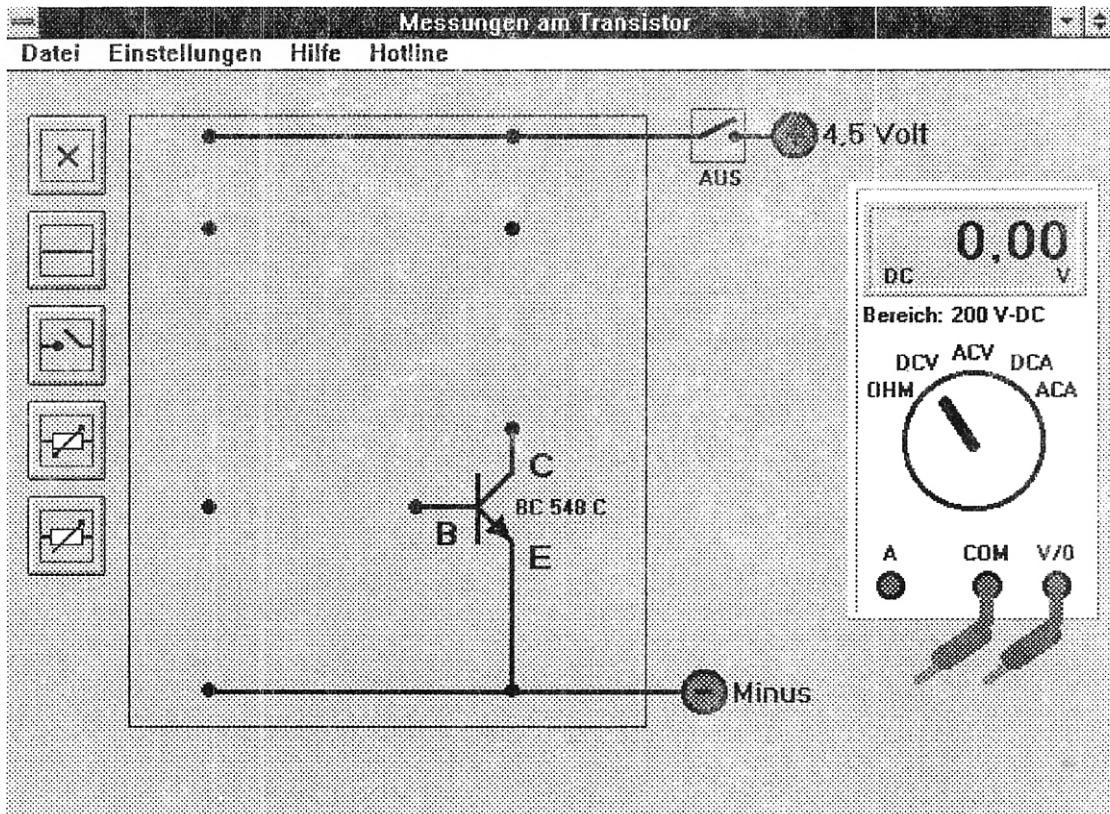 Messungen am Transistor
Datei Einstellungen Hilfe Hotline
4,5 Volt
AUS
0.00
DC V
Bereich: 200 V-DC
DCV ACV DCA
OHM ACA
C
BC 548 C
B
E
A COM V/Ω
Minus